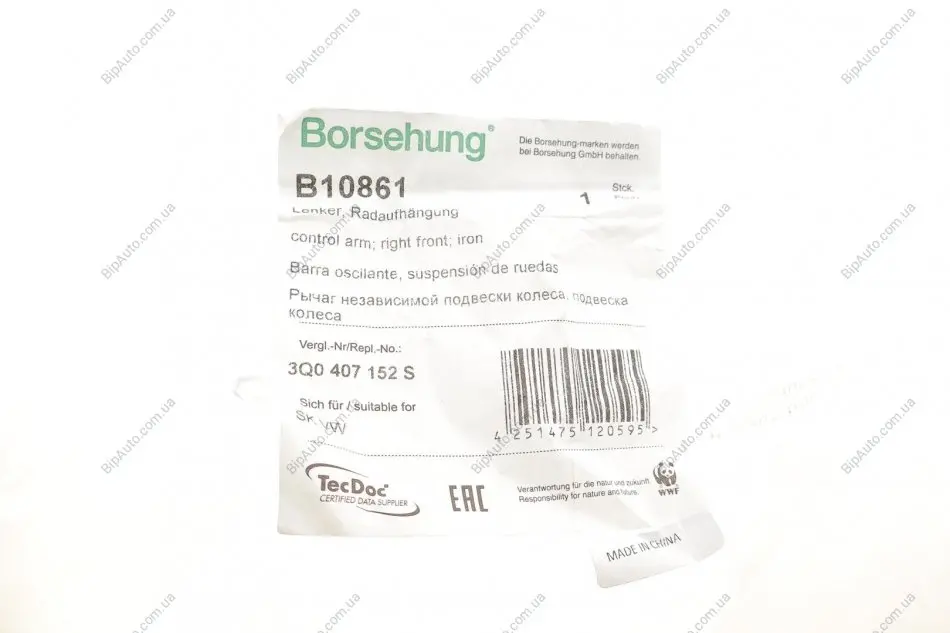 Borsehung®
Die Borsehung-marken werden
bei Borsehung GmbH behalten.
B10861
1
Stck.
Lenker, Radaufhängung
control arm; right front; iron
Barra oscilante, suspensión de ruedas
Рычаг независимой подвески колеса, подвеска
колеса
Vergl.-Nr/Repl.-No.:
3Q0 407 152 S
Sich für / suitable for
Sk, VW
4 251475 120595 >
TecDoc®
CERTIFIED DATA SUPPLIER
EAC
Verantwortung für die natur und zukunft
Responsibility for nature and future.
WWF
MADE IN CHINA
BipAuto.com.ua